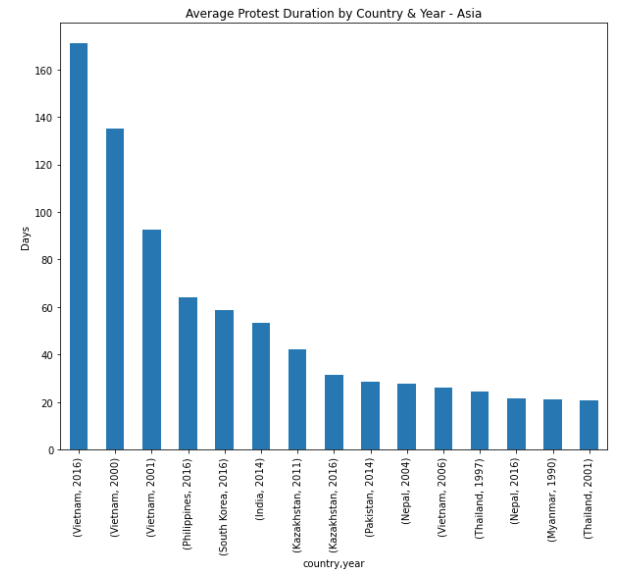 Average Protest Duration by Country & Year - Asia
160
140
120
100
80
60
40
20
0
Days
(Vietnam, 2016)
(Vietnam, 2000)
(Vietnam, 2001)
(Philippines, 2016)
(South Korea, 2016)
(India, 2014)
(Kazakhstan, 2011)
(Kazakhstan, 2016)
(Pakistan, 2014)
(Nepal, 2004)
(Vietnam, 2006)
(Thailand, 1997)
(Nepal, 2016)
(Myanmar, 1990)
(Thailand, 2001)
country,year